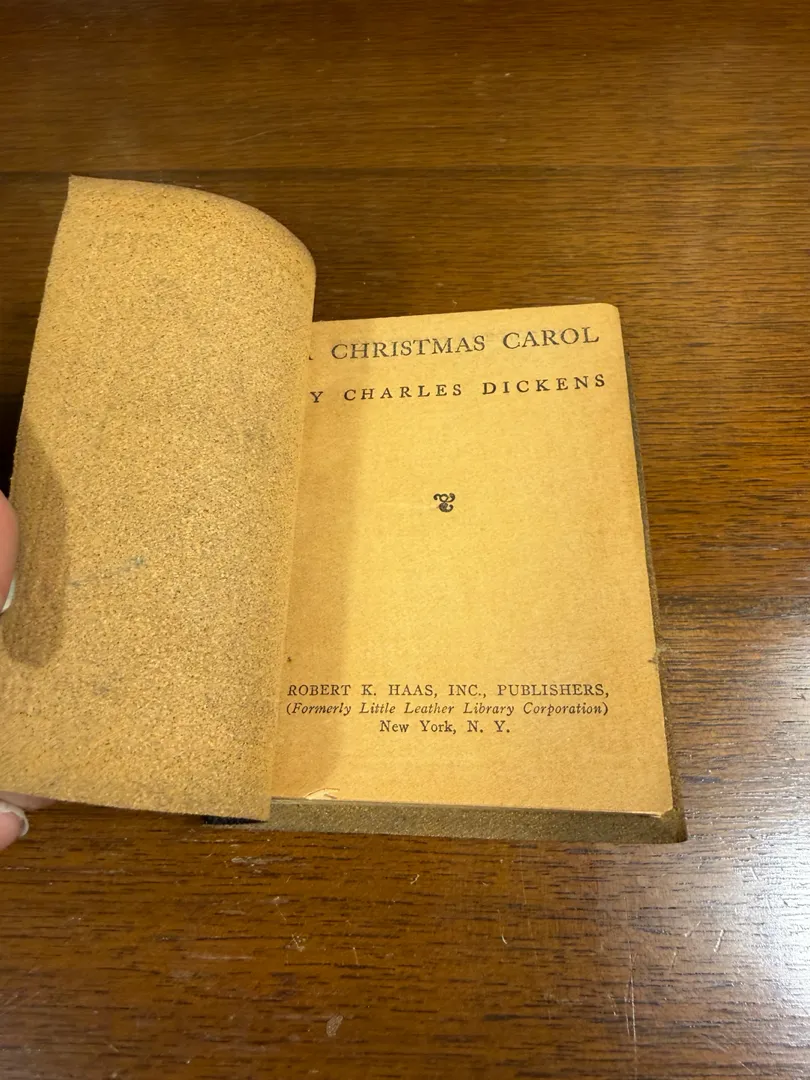 CHRISTMAS CAROL
Y CHARLES DICKENS
ROBERT K. HAAS, INC., PUBLISHERS,
(Formerly Little Leather Library Corporation)
New York, N. Y.